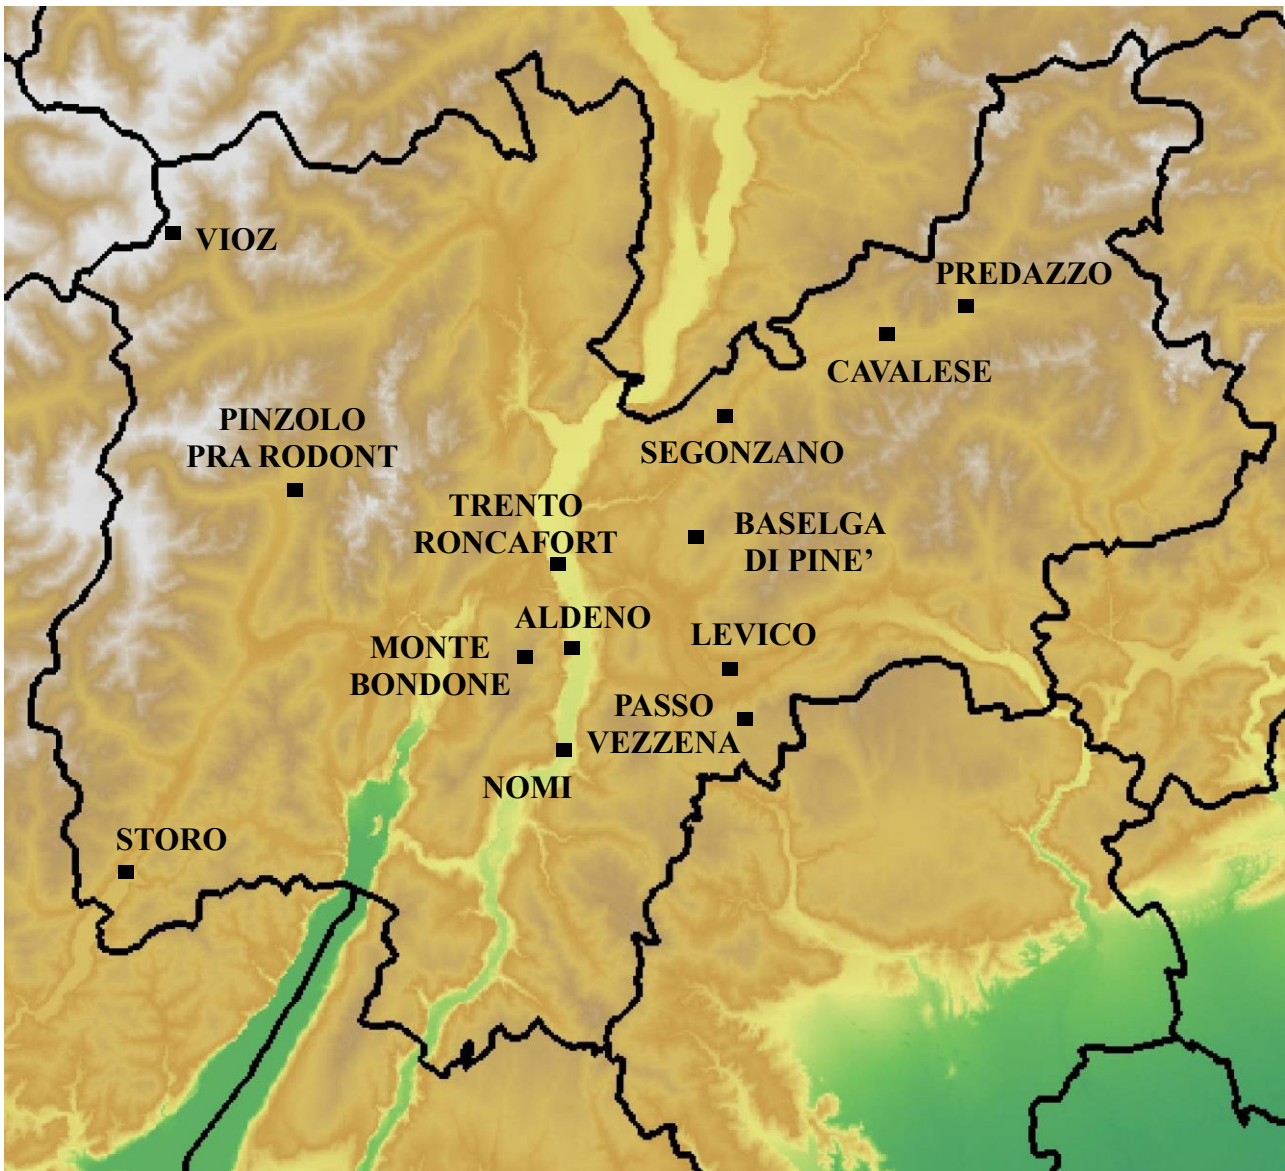 VIOZ
PREDAZZO
CAVALESE
PINZOLO
PRA RODONT
SEGONZANO
TRENTO
RONCAFORT
BASELGA
DI PINE’
ALDENO
LEVICO
MONTE
BONDONE
PASSO
VEZZENA
NOMI
STORO